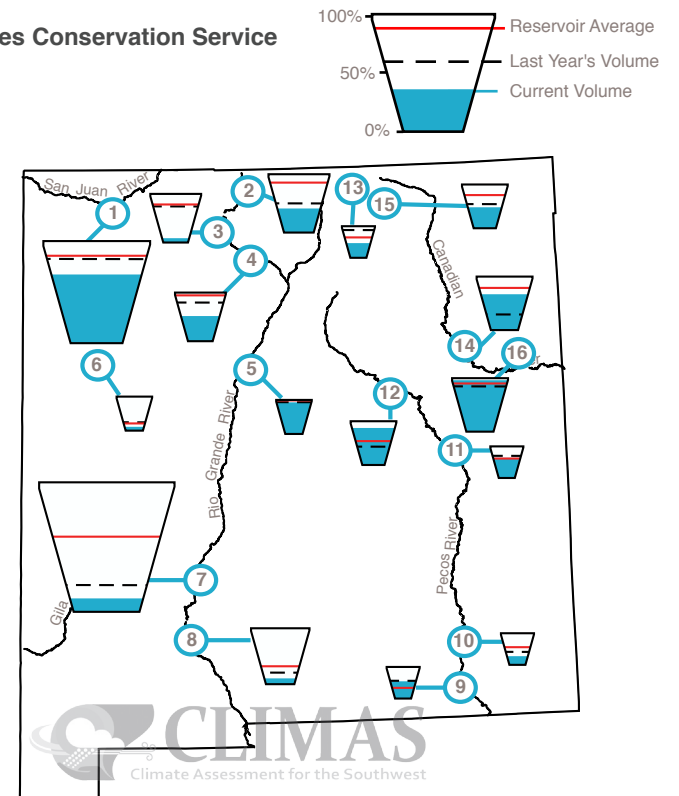 es Conservation Service
100%
50%
0%
Reservoir Average
Last Year's Volume
Current Volume
San Juan River
1
2
3
4
13
15
Canadian
14
16
er
6
5
12
11
Rio Grande River
Pecos River
7
Gila
8
10
9
CLIMAS
Climate Assessment for the Southwest